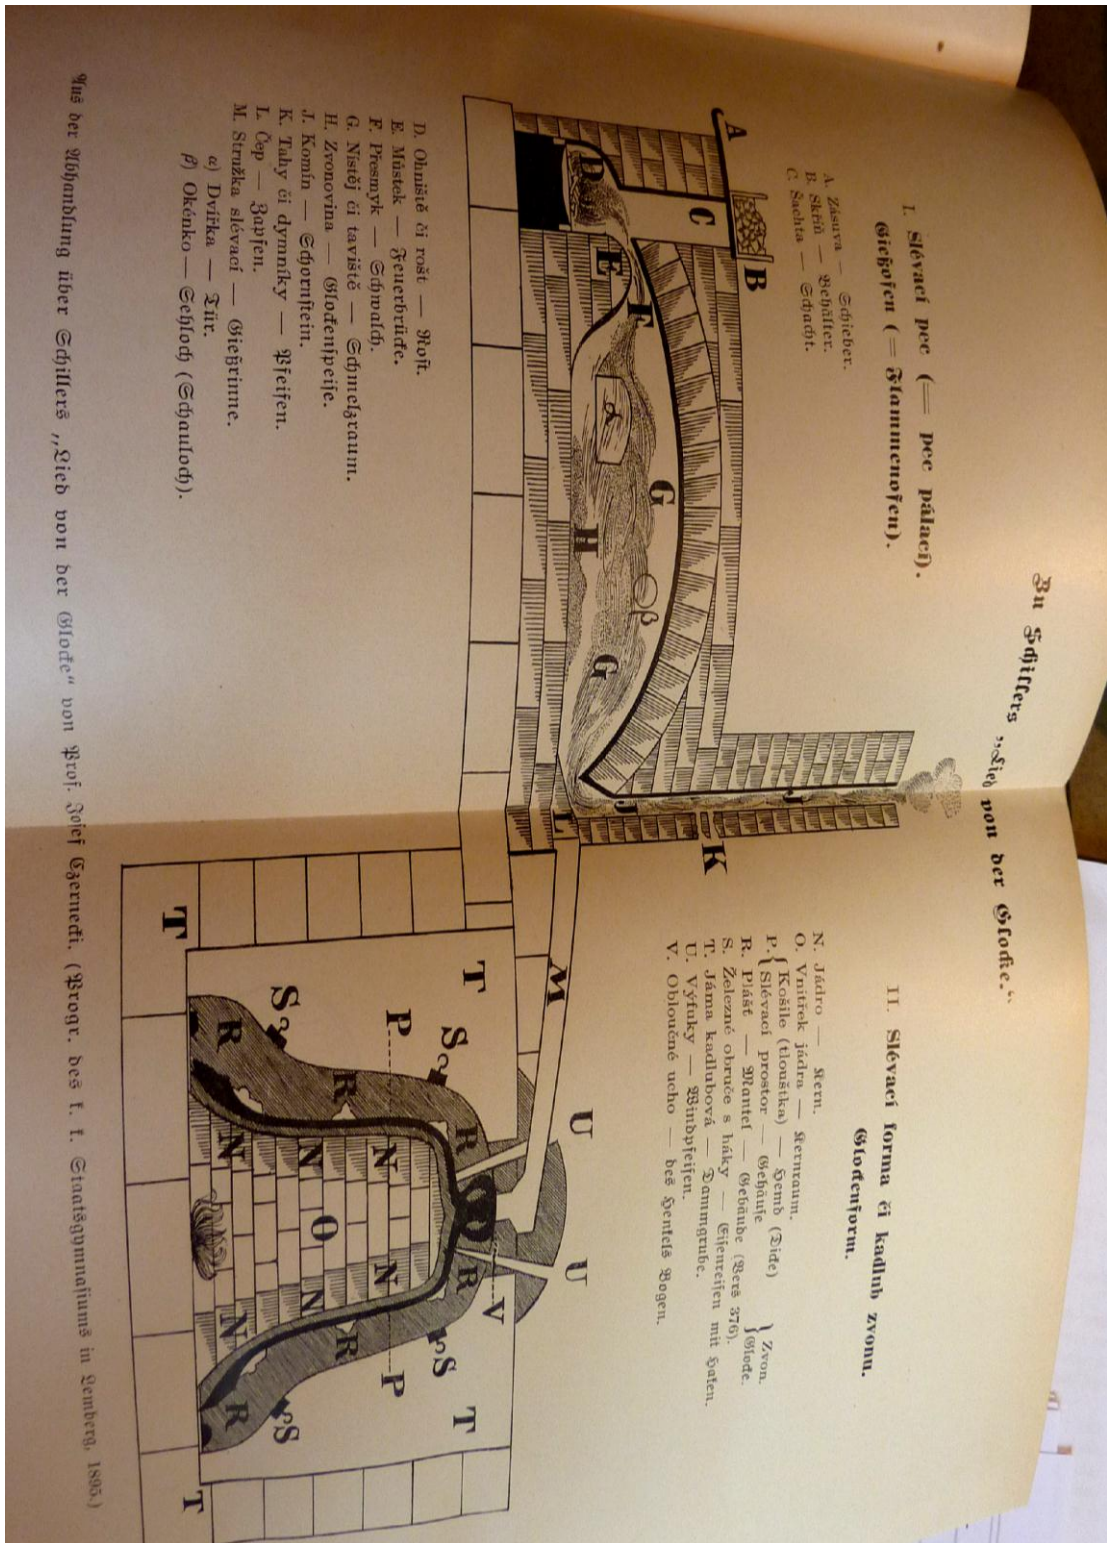 Zu Schillers „Lied von der Glocke.“
I. Slévací pec (= pec pálací).
Gießofen (= Flammenofen).
A. Zásuva — Schieber.
B. Skříň — Behälter.
C. Šachta — Schacht.
A
B
C
D
E
F
G
H
G
β
J
J
K
L
M
D. Ohniště či rošt — Rost.
E. Můstek — Feuerbrücke.
F. Přesmyk — Schwalch.
G. Nístěj či taviště — Schmelzraum.
H. Zvonovina — Glockenspeise.
J. Komín — Schornstein.
K. Tahy či dymníky — Pfeifen.
L. Čep — Zapfen.
M. Stružka slévací — Gießrinne.
α) Dvířka — Tür.
β) Okénko — Sehloch (Schauloch).
II. Slévací forma či kadlub zvonu.
Glockenform.
N. Jádro — Kern.
O. Vnitřek jádra — Kernraum.
P. { Košile (tlouštka) — Hemd (Dicke) } Zvon.
{ Slévací prostor — Gehäuse } Glocke.
R. Plášť — Mantel — Gebäude (Vers 376).
S. Železné obruče s háky — Eisenreifen mit Haken.
T. Jáma kadlubová — Dammgrube.
U. Výfuky — Windpfeifen.
V. Obloučné ucho — des Henkels Bogen.
U
U
T
T
T
T
S
S
S
S
P
P
R
R
R
R
R
R
N
N
N
N
N
N
O
V
Aus der Abhandlung über Schillers „Lied von der Glocke“ von Prof. Josef Czernecki. (Progr. des k. k. Staatsgymnasiums in Lemberg, 1895.)